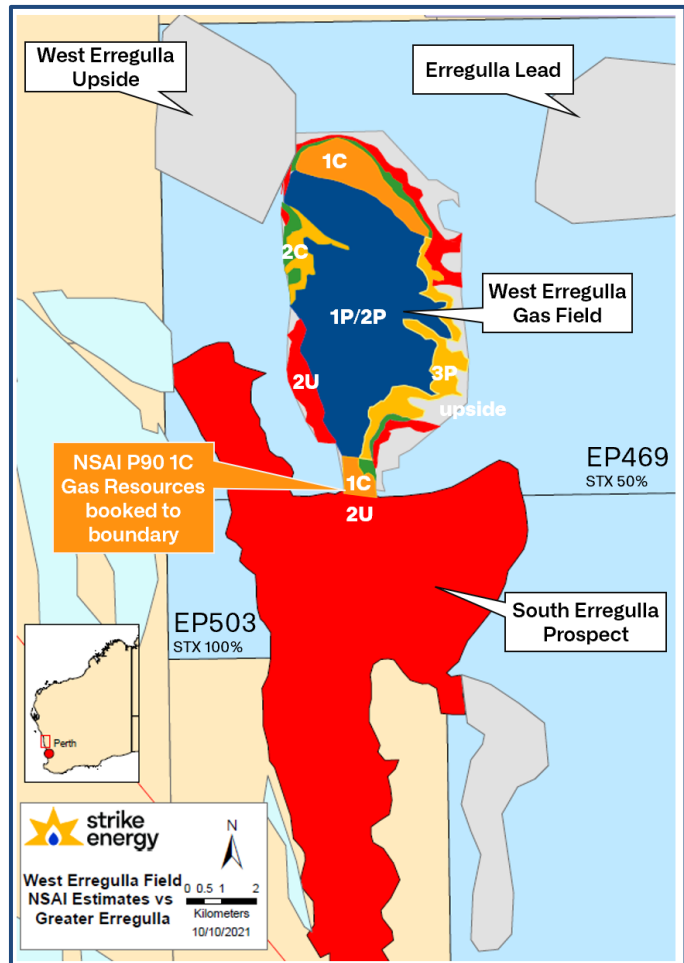 West Erregulla
Upside
Erregulla Lead
1C
2C
West Erregulla
Gas Field
1P/2P
2U
3P
upside
NSAI P90 1C
Gas Resources
booked to
boundary
EP469
STX 50%
1C
2U
South Erregulla
Prospect
EP503
STX 100%
Perth
strike
energy
N
West Erregulla Field
NSAI Estimates vs
Greater Erregulla
0 0.5 1 2
Kilometers
10/10/2021